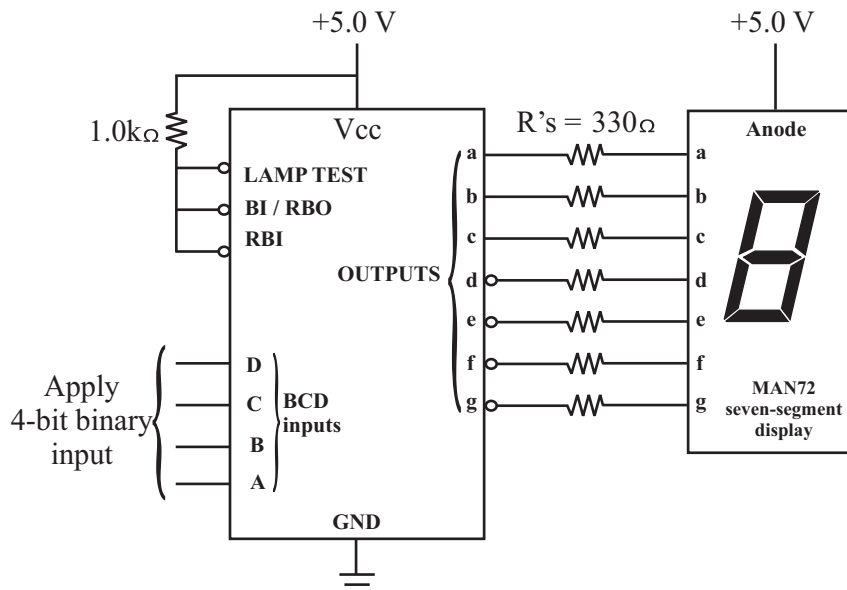 +5.0 V
+5.0 V
1.0kΩ
Vcc
R's = 330Ω
Anode
LAMP TEST
BI / RBO
RBI
OUTPUTS
a
b
c
d
e
f
g
a
b
c
d
e
f
g
Apply
4-bit binary
input
D
C
B
A
BCD
inputs
MAN72
seven-segment
display
GND